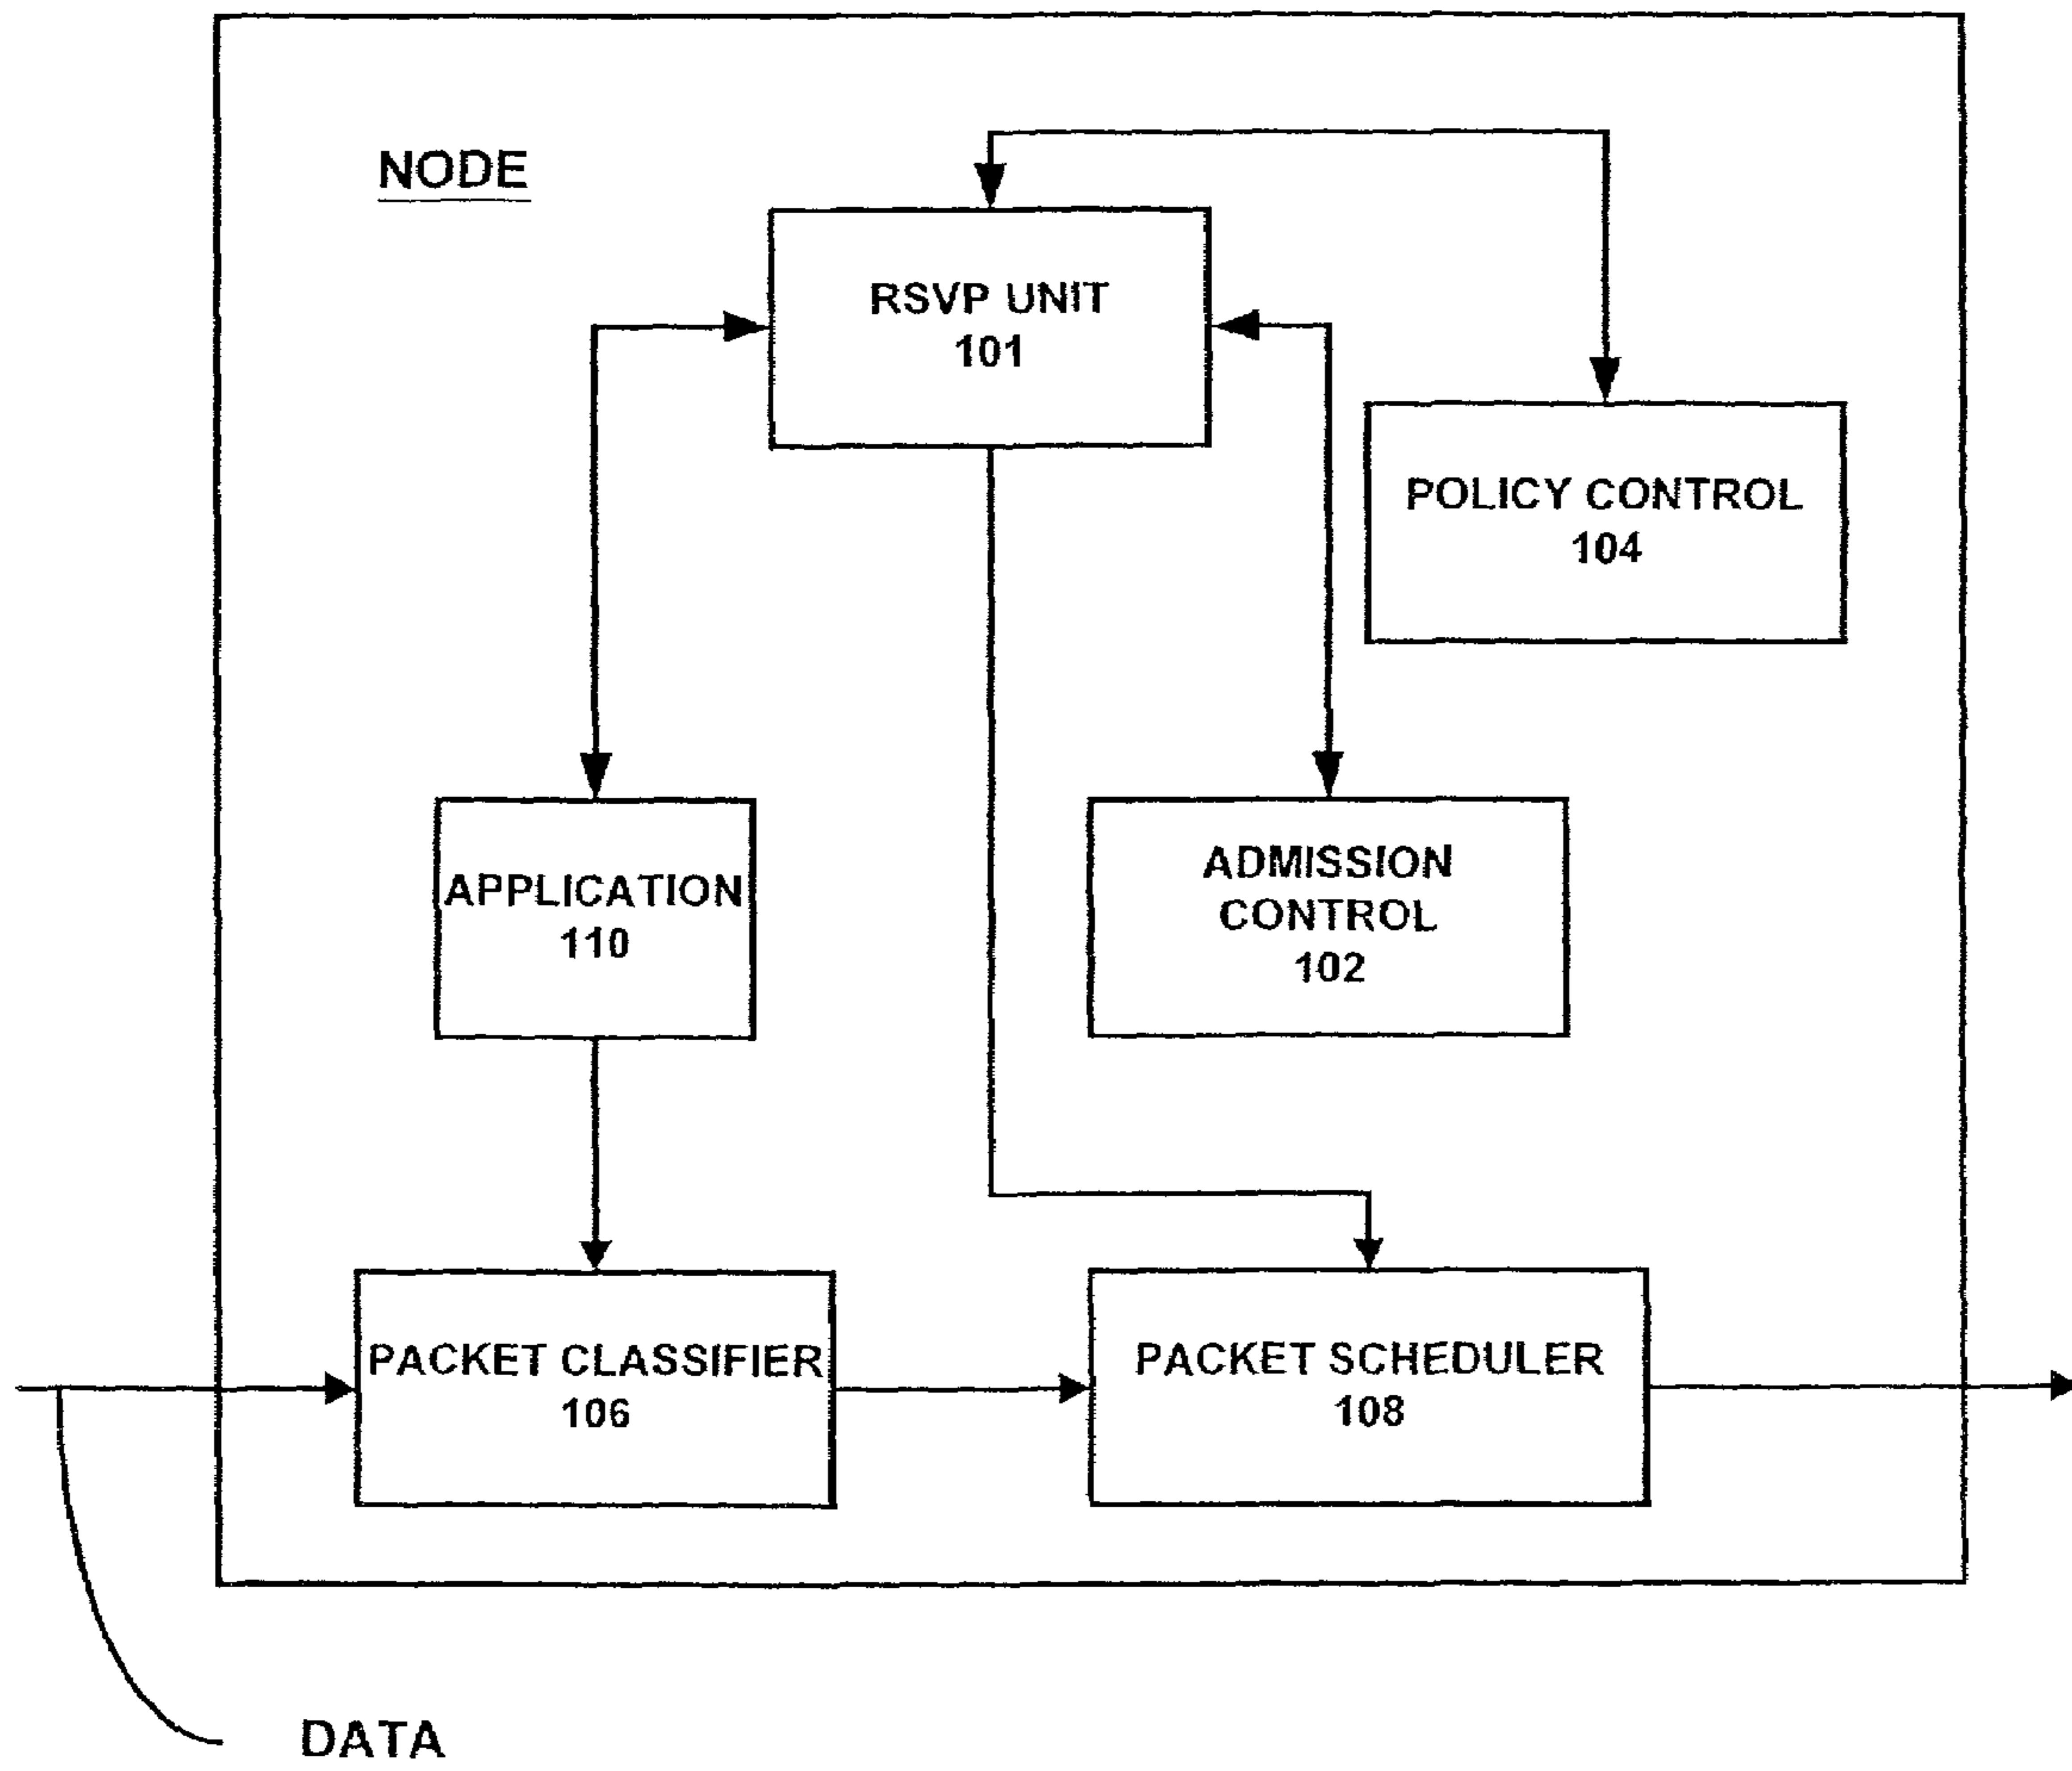 NODE
RSVP UNIT
101
POLICY CONTROL
104
APPLICATION
110
ADMISSION
CONTROL
102
PACKET CLASSIFIER
106
PACKET SCHEDULER
108
DATA